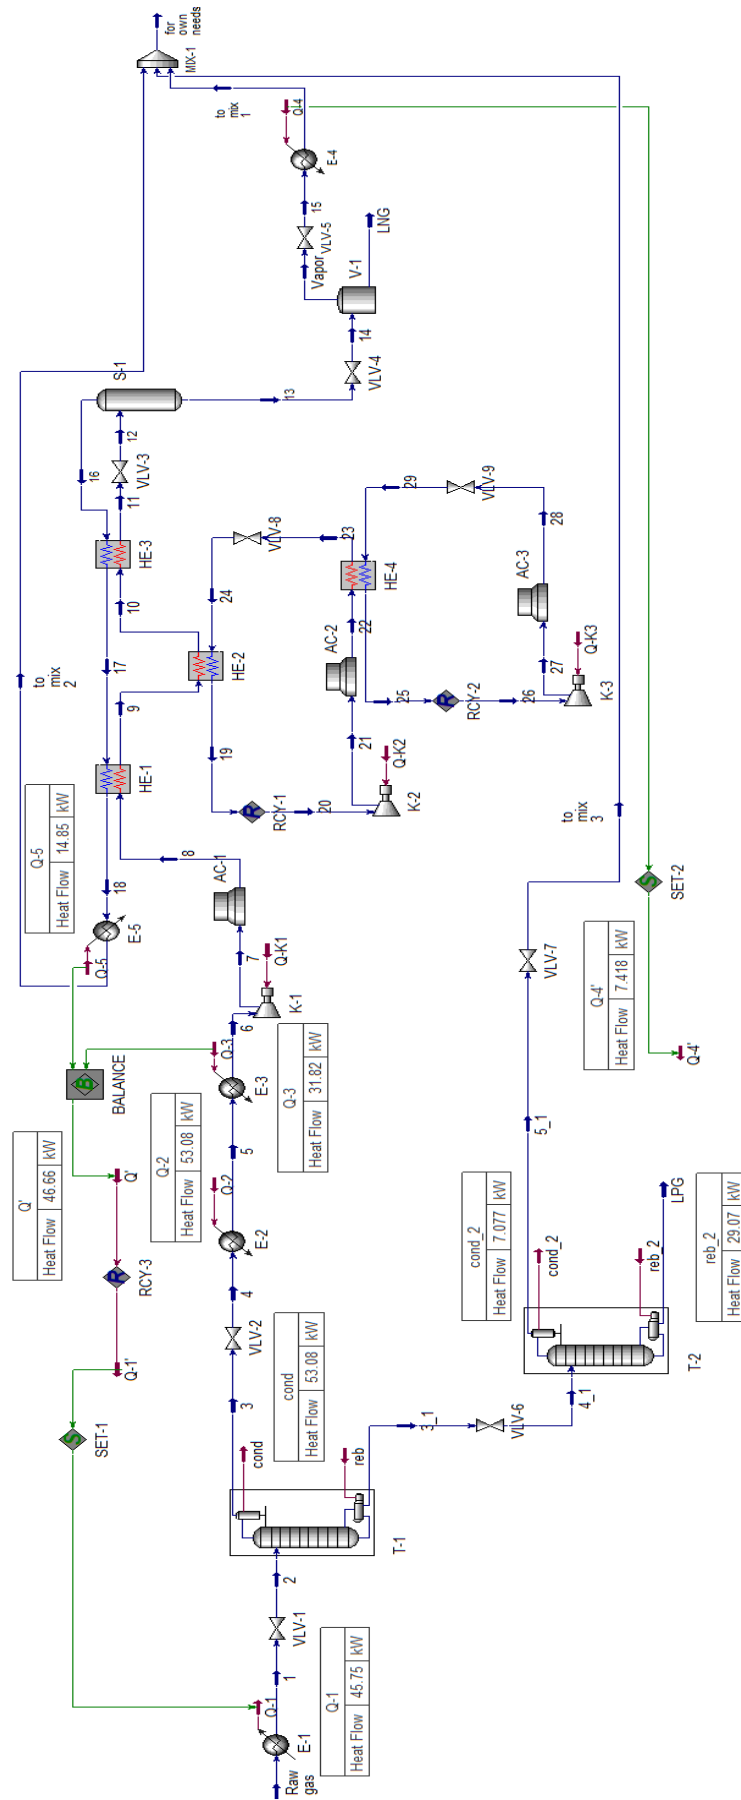 for
own
needs
MIX-1
to
mix
1
Q-4
E-4
15
VLV-5
Vapor
V-1
LNG
14
VLV-4
S-1
13
16
12
VLV-3
11
HE-3
10
29
VLV-9
28
23
VLV-8
HE-4
AC-3
24
22
AC-2
27
Q-K3
K-3
25
RCY-2
26
HE-2
17
to
mix
2
9
19
21
Q-K2
RCY-1
20
K-2
HE-1
to
mix
3
Q-5
Heat Flow 14.85 kW
8
18
AC-1
E-5
Q-5
7
Q-K1
K-1
6
VLV-7
SET-2
Q-4'
Heat Flow 7.418 kW
Q-4'
B
BALANCE
Q-3
E-3
Q-3
Heat Flow 31.82 kW
Q-2
Heat Flow 53.08 kW
5
5_1
Q'
Heat Flow 46.66 kW
Q'
Q-2
E-2
R
RCY-3
4
cond_2
Heat Flow 7.077 kW
cond_2
LPG
reb_2
reb_2
Heat Flow 29.07 kW
T-2
VLV-2
Q-1'
S
SET-1
3
cond
Heat Flow 53.08 kW
cond
4_1
VLV-6
3_1
reb
T-1
2
VLV-1
1
Q-1
E-1
Q-1
Heat Flow 45.75 kW
Raw
gas
R
R
S